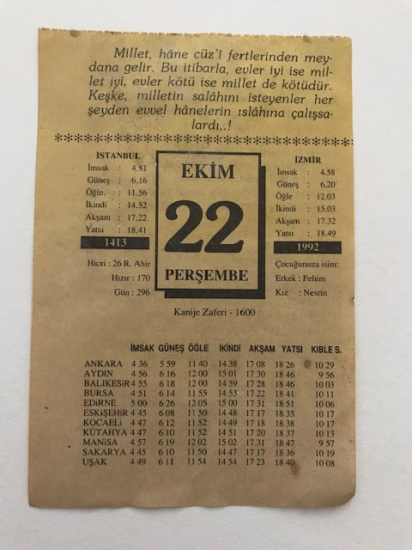 Millet, hâne cüz'i fertlerinden mey-
dana gelir. Bu itibarla, evler iyi ise mil-
let iyi, evler kötü ise millet de kötüdür.
Keşke, milletin salâhını isteyenler her
şeyden evvel hânelerin ıslâhına çalışsa-
lardı..!
İSTANBUL
İmsak : 4.51
Güneş : 6.16
Öğle : 11.56
İkindi : 14.52
Akşam : 17.22
Yatsı : 18.41
1413
Hicri : 26 R. Ahir
Hızır : 170
Gün : 296
EKİM
22
PERŞEMBE
İZMİR
İmsak : 4.58
Güneş : 6.20
Öğle : 12.03
İkindi : 15.03
Akşam : 17.32
Yatsı : 18.49
1992
Çocuğunuza isim:
Erkek : Fehim
Kız : Nesrin
Kanije Zaferi - 1600
İMSAK GÜNEŞ ÖĞLE İKİNDİ AKŞAM YATSI KIBLE S.
ANKARA 4 36 5 59 11 40 14 38 17 08 18 26 10 29
AYDIN 4 56 6 16 12 00 15 01 17 30 18 46 9 56
BALIKESİR 4 55 6 18 12 00 14 59 17 28 18 46 10 03
BURSA 4 51 6 14 11 55 14 53 17 22 18 41 10 11
EDİRNE 5 00 6 26 12 05 15 00 17 31 18 51 10 06
ESKİŞEHİR 4 45 6 08 11 50 14 48 17 17 18 35 10 17
KOCAELİ 4 47 6 12 11 52 14 49 17 18 18 38 10 17
KÜTAHYA 4 47 6 10 11 52 14 51 17 20 18 37 10 13
MANİSA 4 57 6 19 12 02 15 02 17 31 18 47 9 57
SAKARYA 4 45 6 10 11 50 14 47 17 17 18 36 10 19
UŞAK 4 49 6 11 11 54 14 54 17 23 18 40 10 08